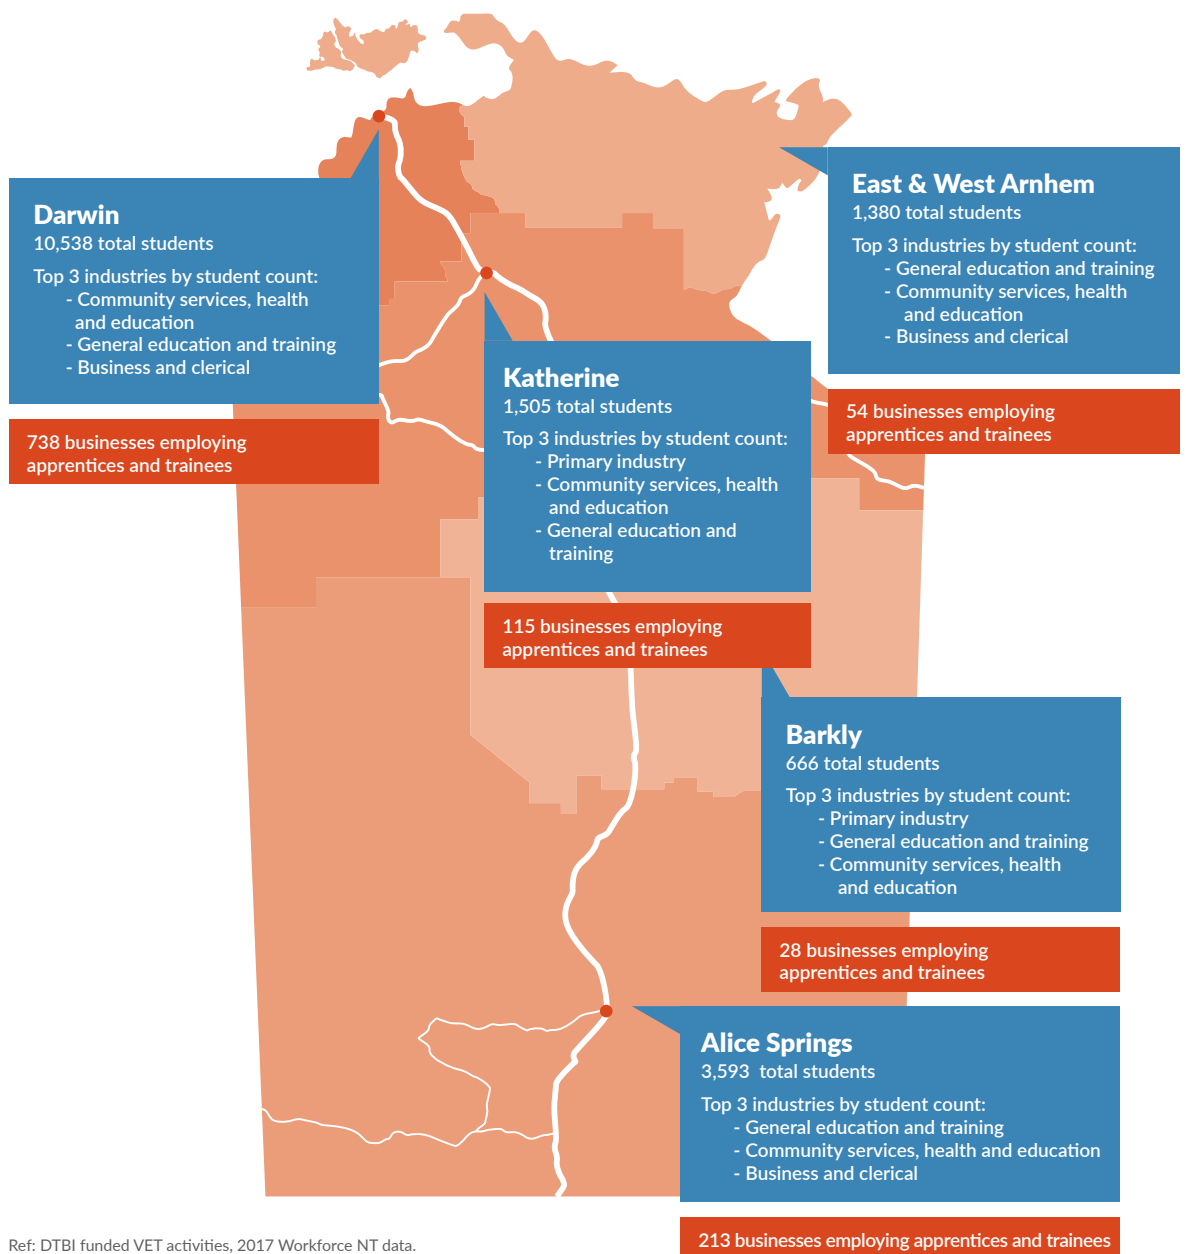 Darwin
10,538 total students
Top 3 industries by student count:
- Community services, health
and education
- General education and training
- Business and clerical
738 businesses employing
apprentices and trainees
East & West Arnhem
1,380 total students
Top 3 industries by student count:
- General education and training
- Community services, health
and education
- Business and clerical
54 businesses employing
apprentices and trainees
Katherine
1,505 total students
Top 3 industries by student count:
- Primary industry
- Community services, health
and education
- General education and
training
115 businesses employing
apprentices and trainees
Barkly
666 total students
Top 3 industries by student count:
- Primary industry
- General education and training
- Community services, health
and education
28 businesses employing
apprentices and trainees
Alice Springs
3,593 total students
Top 3 industries by student count:
- General education and training
- Community services, health and education
- Business and clerical
213 businesses employing apprentices and trainees
Ref: DTBI funded VET activities, 2017 Workforce NT data.